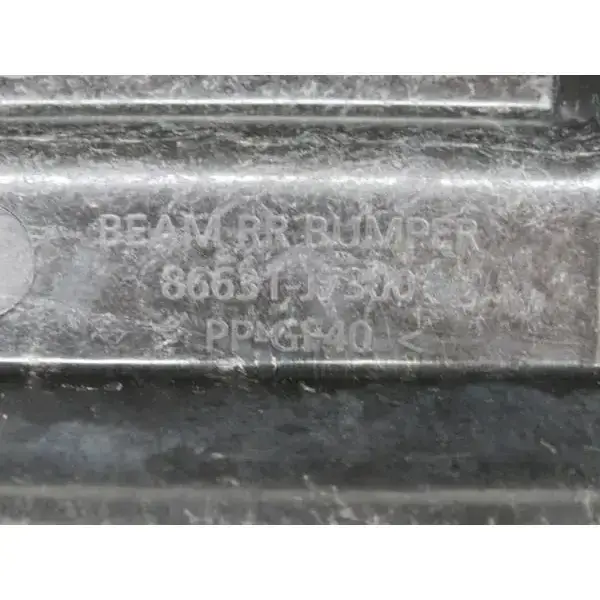 BEAM RR BUMPER
86631-J7300
> PP-GF40 <